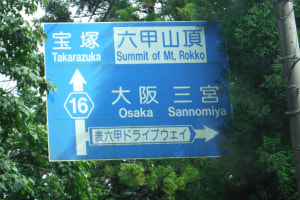 宝塚 六甲山頂
Takarazuka Summit of Mt. Rokko
16
大阪 三宮
Osaka Sannomiya
表六甲ドライブウェイ